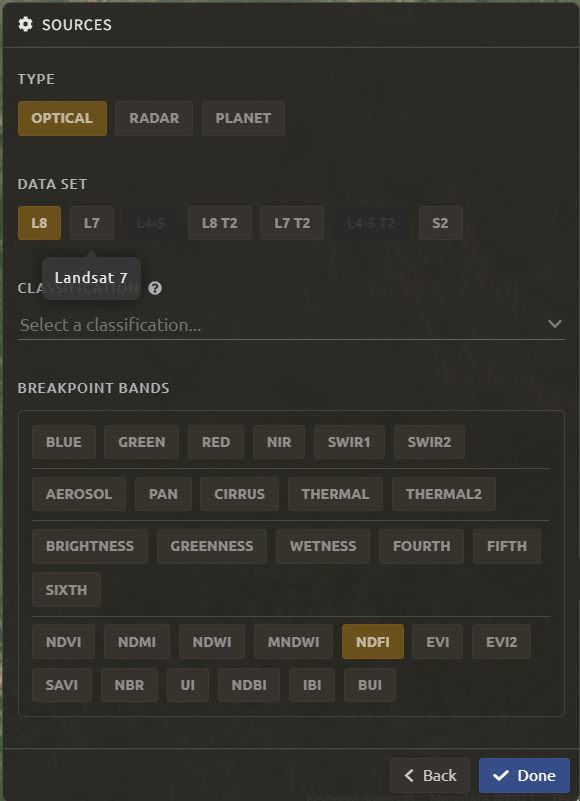 SOURCES
TYPE
OPTICAL RADAR PLANET
DATA SET
L8 L7 L4-5 L8 T2 L7 T2 L4-5 T2 S2
Landsat 7
CLASSIFICATION
Select a classification...
BREAKPOINT BANDS
BLUE GREEN RED NIR SWIR1 SWIR2
AEROSOL PAN CIRRUS THERMAL THERMAL2
BRIGHTNESS GREENNESS WETNESS FOURTH FIFTH
SIXTH
NDVI NDMI NDWI MNDWI NDFI EVI EVI2
SAVI NBR UI NDBI IBI BUI
Back Done